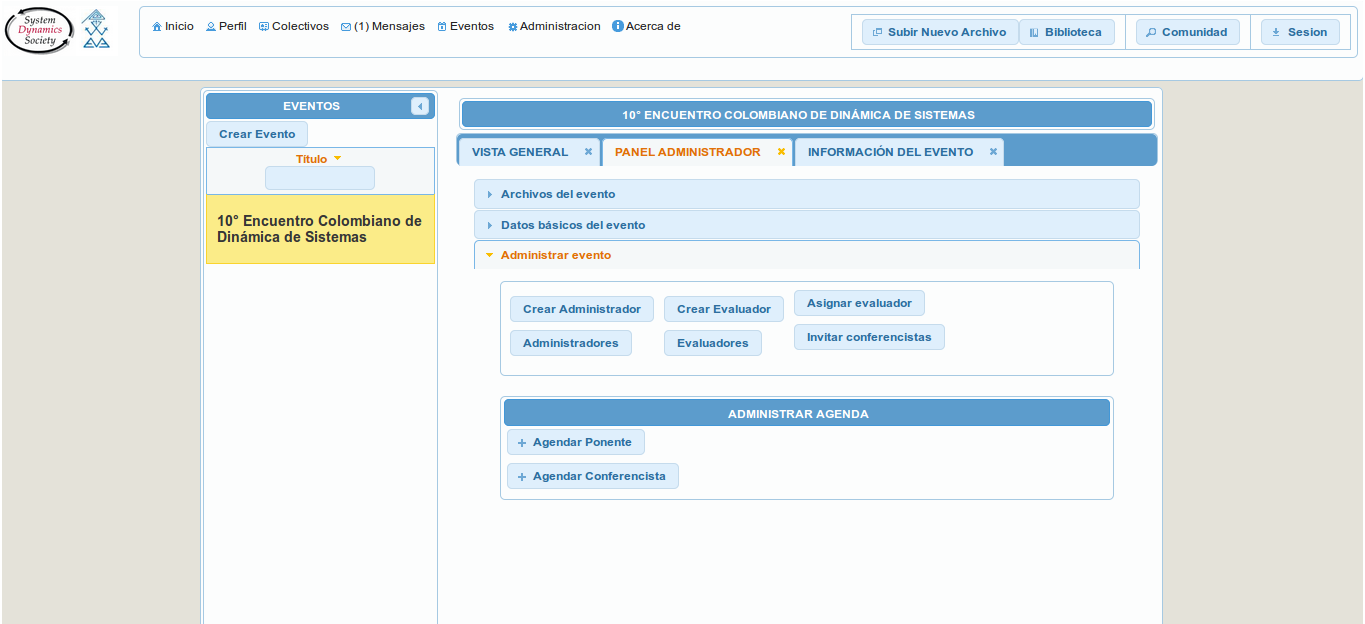 System
Dynamics
Society
Inicio Perfil Colectivos (1) Mensajes Eventos Administracion Acerca de
Subir Nuevo Archivo Biblioteca Comunidad Sesion
EVENTOS
Crear Evento
Titulo
10° Encuentro Colombiano de
Dinámica de Sistemas
10° ENCUENTRO COLOMBIANO DE DINÁMICA DE SISTEMAS
VISTA GENERAL PANEL ADMINISTRADOR INFORMACIÓN DEL EVENTO
Archivos del evento
Datos básicos del evento
Administrar evento
Crear Administrador Crear Evaluador Asignar evaluador
Administradores Evaluadores Invitar conferencistas
ADMINISTRAR AGENDA
Agendar Ponente
Agendar Conferencista